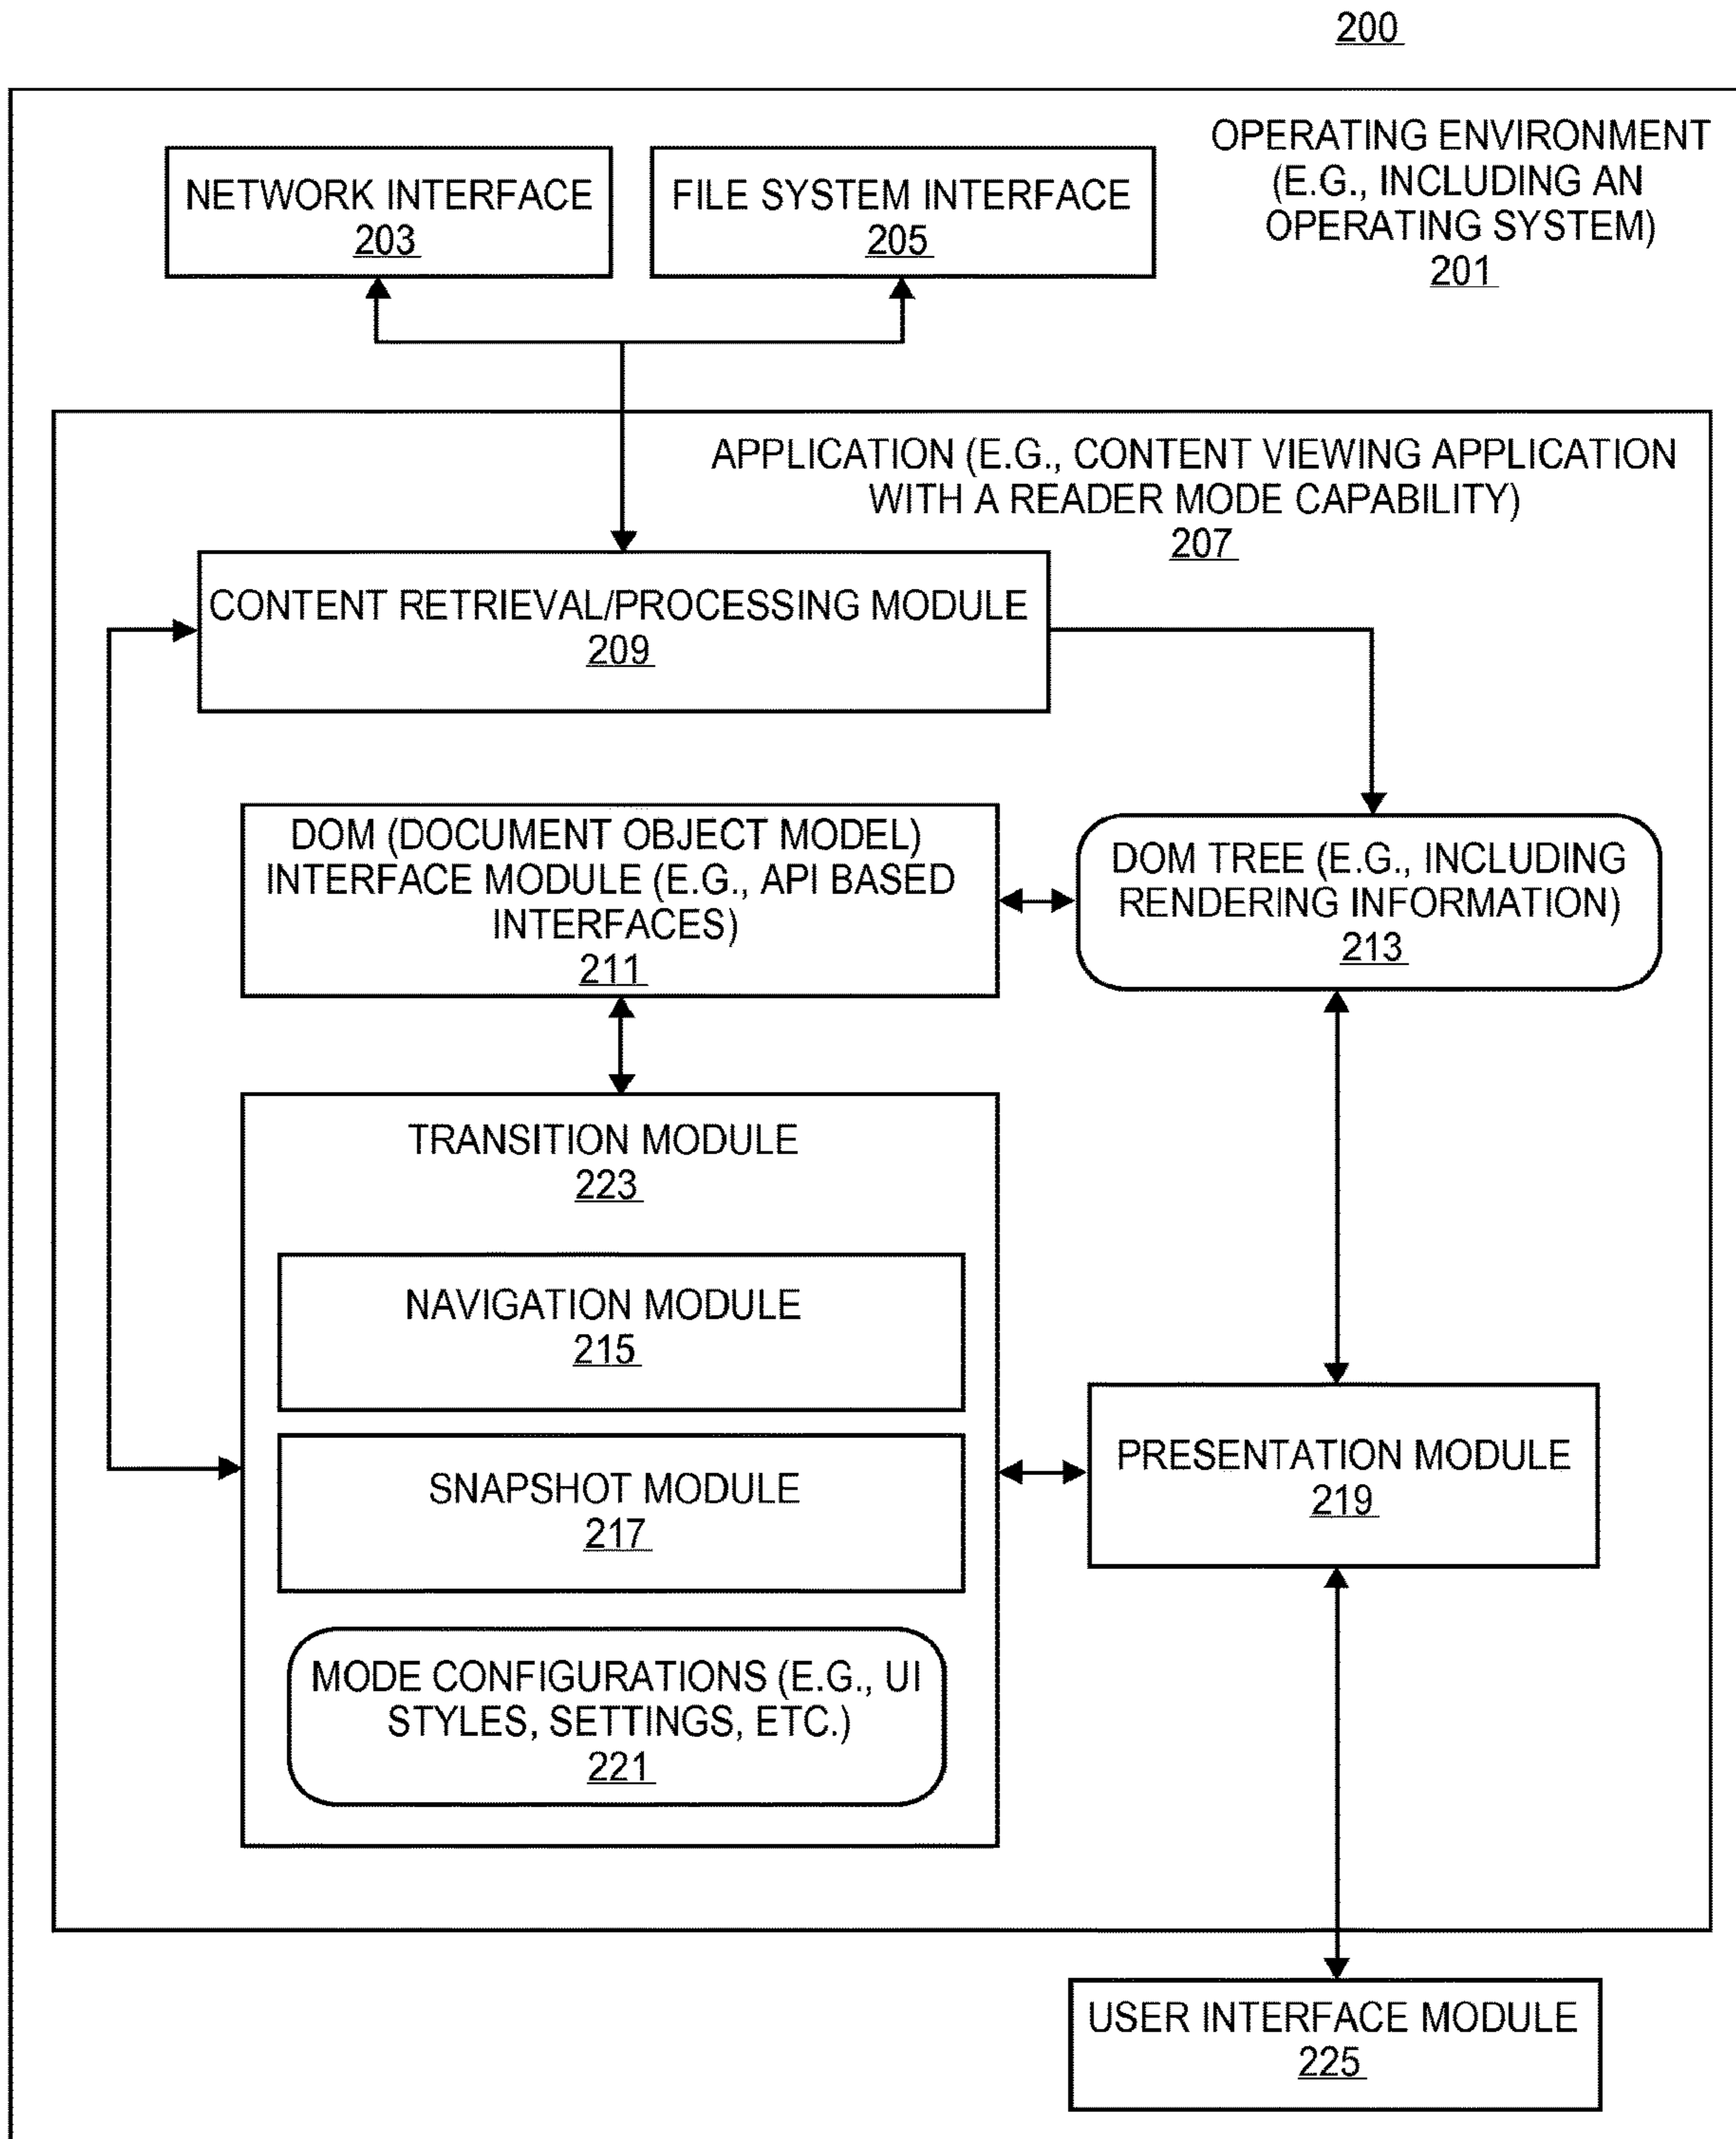 200
OPERATING ENVIRONMENT
(E.G., INCLUDING AN
OPERATING SYSTEM)
201
NETWORK INTERFACE
203
FILE SYSTEM INTERFACE
205
APPLICATION (E.G., CONTENT VIEWING APPLICATION
WITH A READER MODE CAPABILITY)
207
CONTENT RETRIEVAL/PROCESSING MODULE
209
DOM (DOCUMENT OBJECT MODEL)
INTERFACE MODULE (E.G., API BASED
INTERFACES)
211
DOM TREE (E.G., INCLUDING
RENDERING INFORMATION)
213
TRANSITION MODULE
223
NAVIGATION MODULE
215
SNAPSHOT MODULE
217
MODE CONFIGURATIONS (E.G., UI
STYLES, SETTINGS, ETC.)
221
PRESENTATION MODULE
219
USER INTERFACE MODULE
225